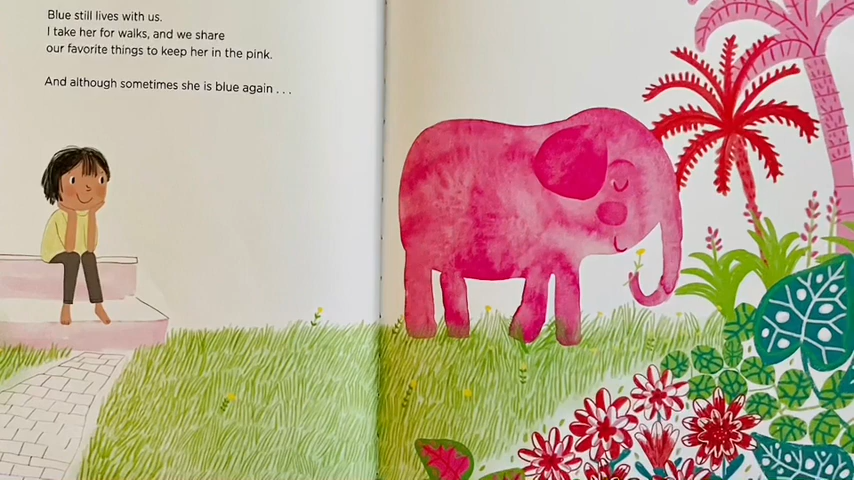 Blue still lives with us.
I take her for walks, and we share
our favorite things to keep her in the pink.
And although sometimes she is blue again . . .